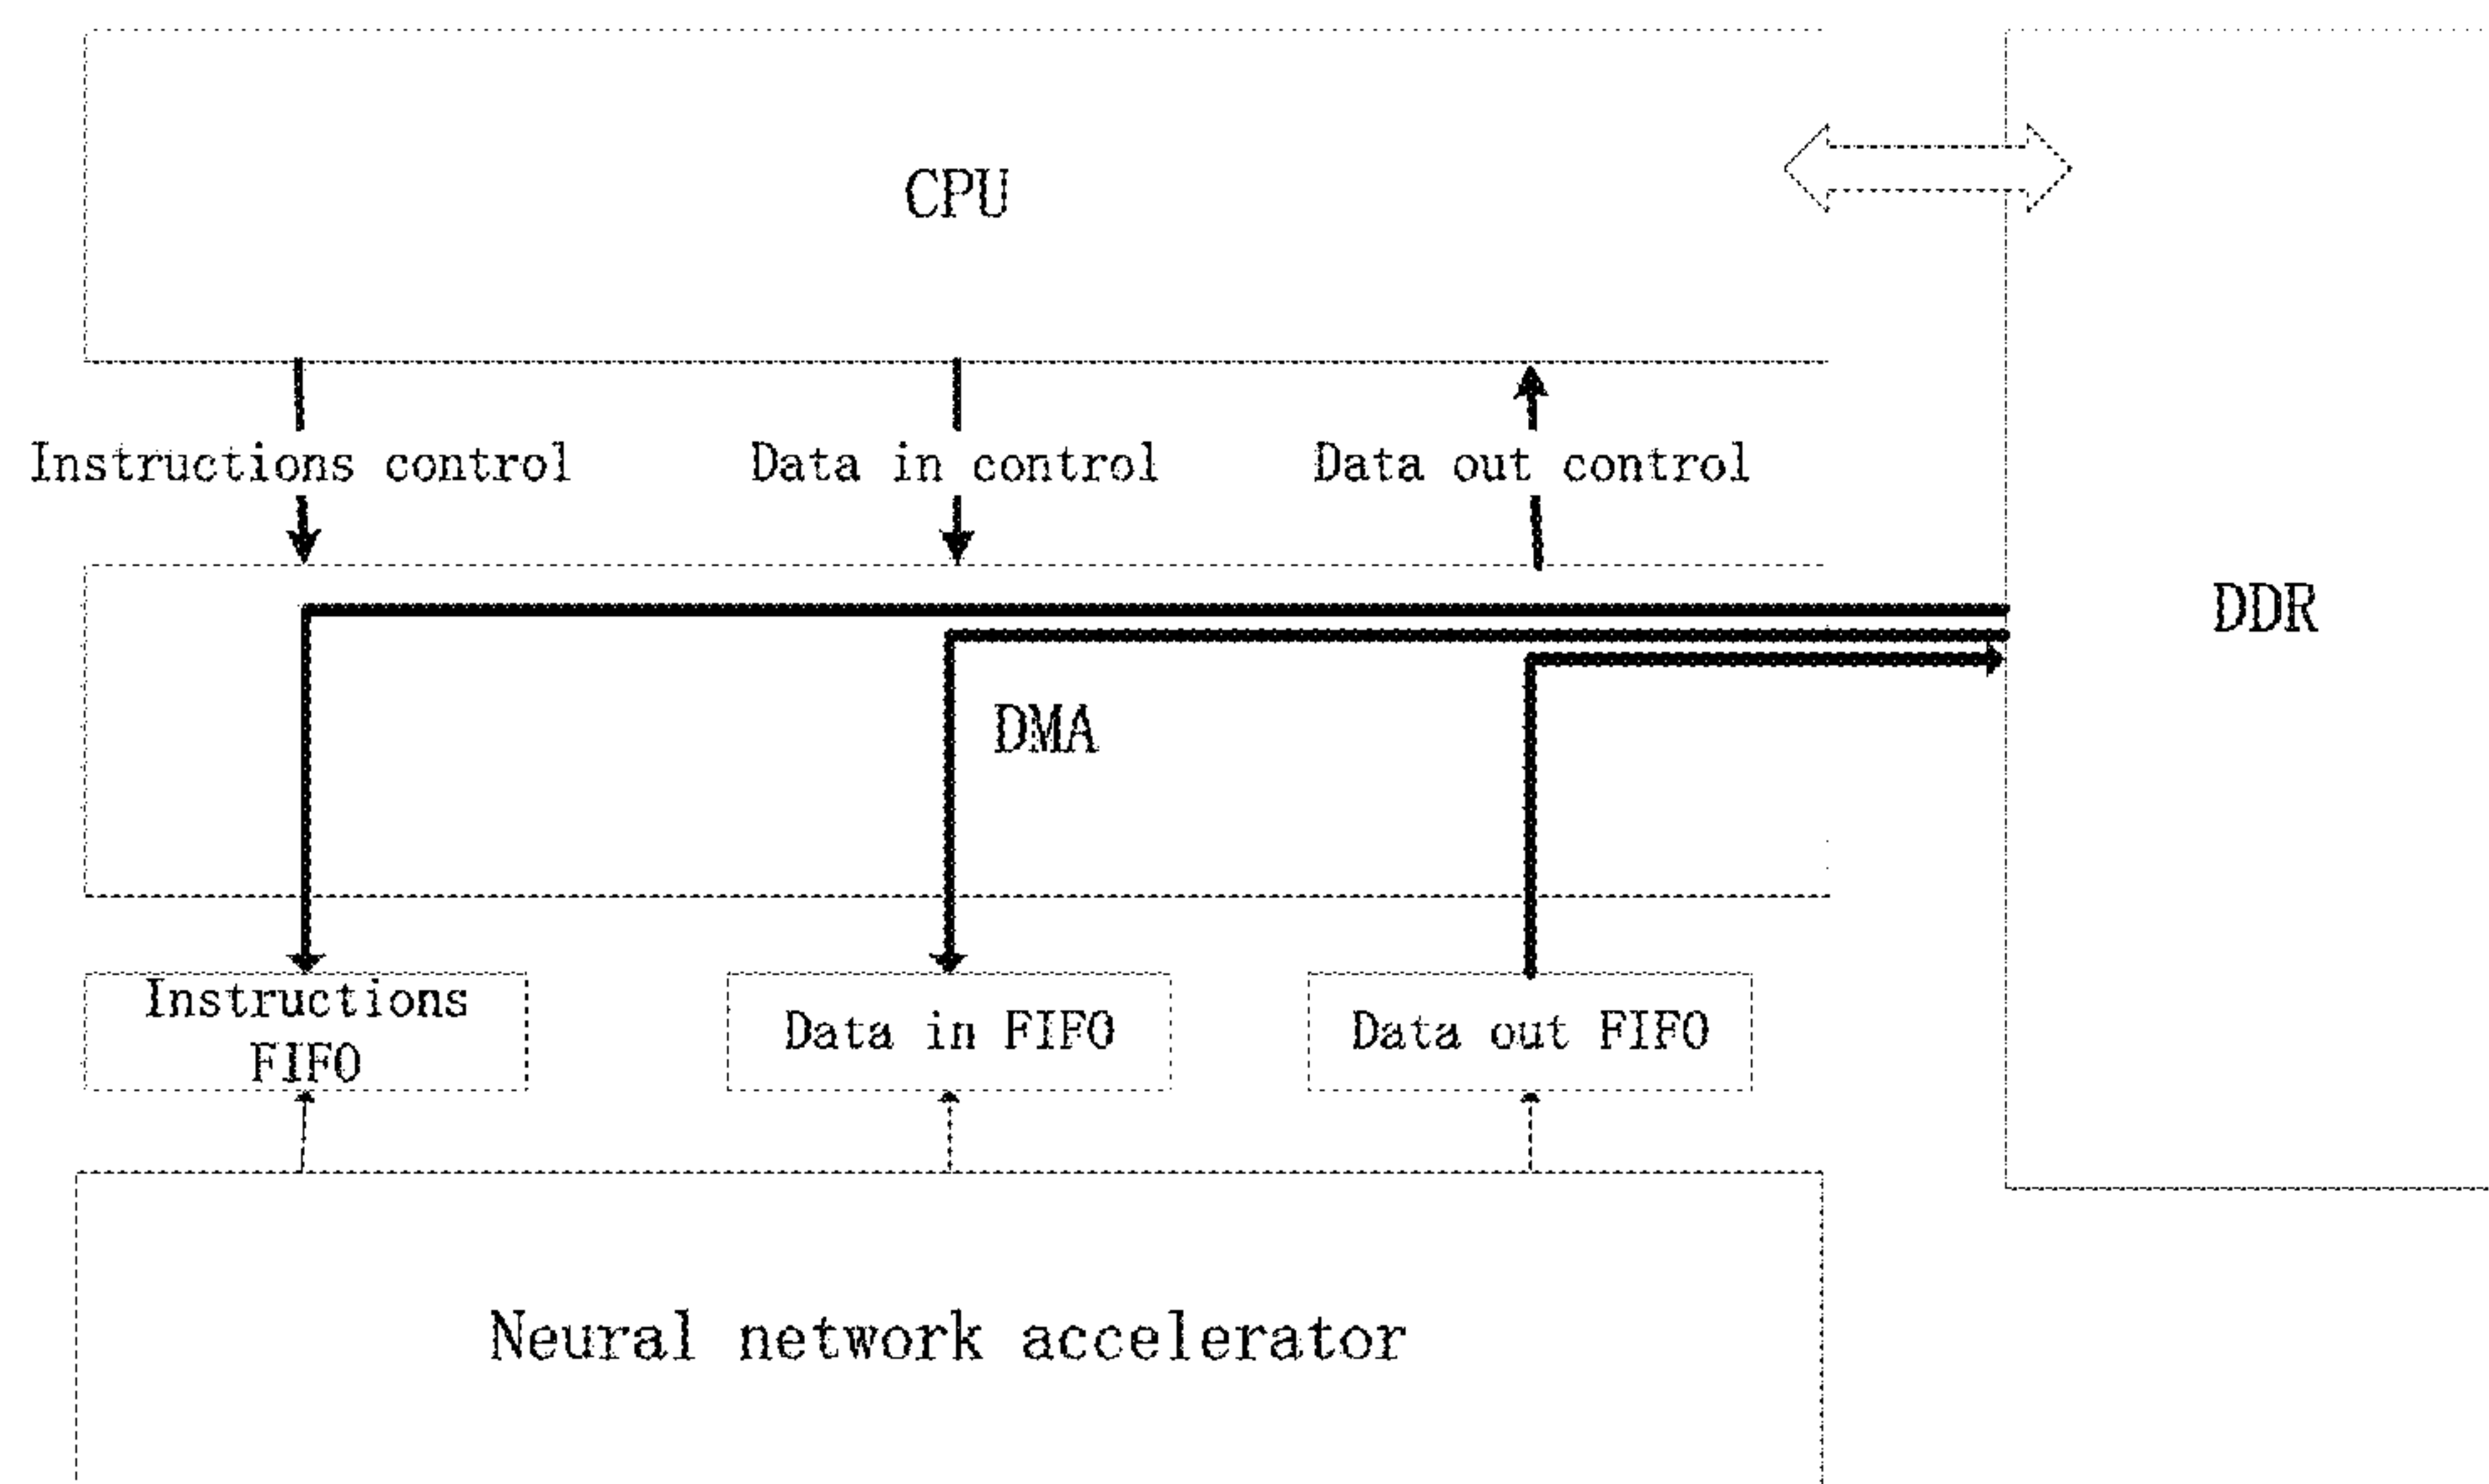 CPU
Instructions control
Data in control
Data out control
DDR
DMA
Instructions
FIFO
Data in FIFO
Data out FIFO
Neural network accelerator